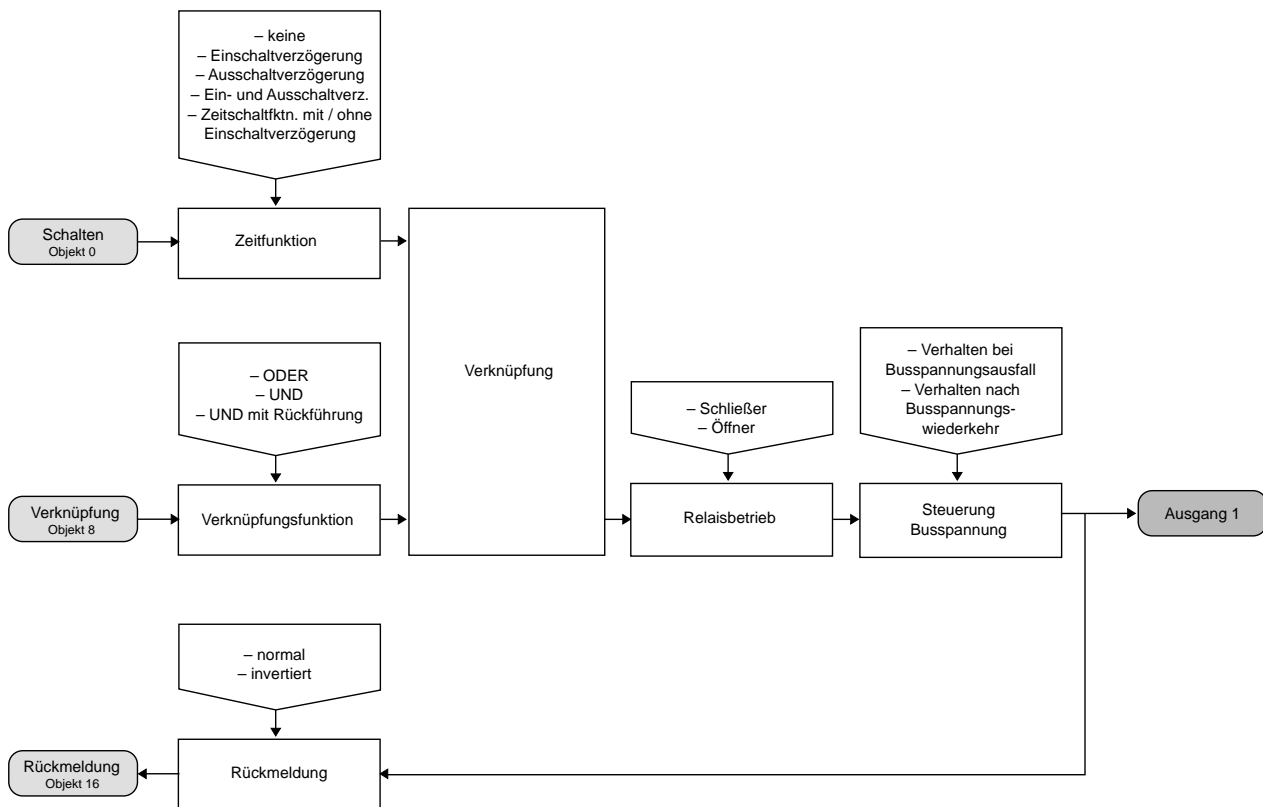 – keine
– Einschaltverzögerung
– Ausschaltverzögerung
– Ein- und Ausschaltverz.
– Zeitschaltfktn. mit / ohne
Einschaltverzögerung
Schalten
Objekt 0
Zeitfunktion
Verknüpfung
– ODER
– UND
– UND mit Rückführung
– Schließer
– Öffner
– Verhalten bei
Busspannungsausfall
– Verhalten nach
Busspannungs-
wiederkehr
Verknüpfung
Objekt 8
Verknüpfungsfunktion
Relaisbetrieb
Steuerung
Busspannung
Ausgang 1
– normal
– invertiert
Rückmeldung
Objekt 16
Rückmeldung